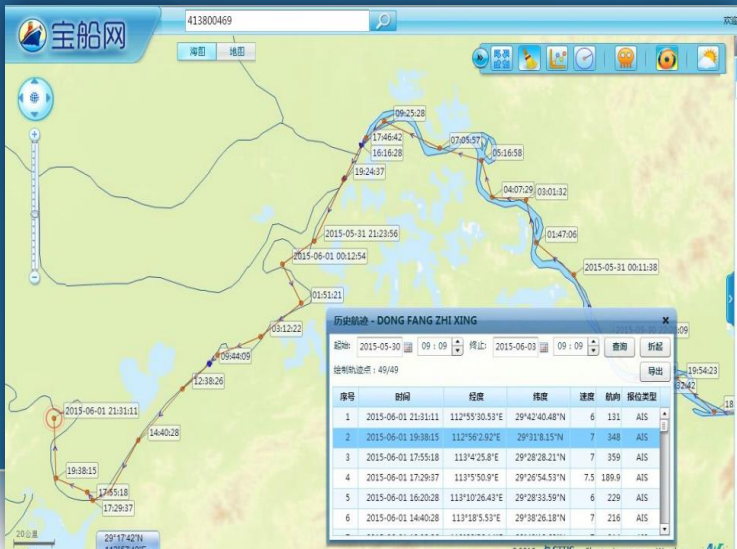 宝船网
413800469
海图 地图
09:25:28
17:46:42
16:16:28
07:05:57
05:16:58
19:24:37
04:07:29
03:01:32
2015-05-31 21:23:56
01:47:06
2015-06-01 00:12:54
2015-05-31 00:11:38
01:51:21
03:12:22
09:44:09
12:38:26
19:54:23
2015-06-01 21:31:11
14:40:28
19:38:15
17:55:18
17:29:37
20公里
29°17'42"N
历史航迹 - DONG FANG ZHI XING
起始: 2015-05-30 09:09 终止: 2015-06-03 09:09 查询 折起
绘制轨迹点:49/49 导出
序号 时间 经度 纬度 速度 航向 报位类型
1 2015-06-01 21:31:11 112°55'30.53"E 29°42'40.48"N 6 131 AIS
2 2015-06-01 19:38:15 112°56'2.92"E 29°31'8.15"N 7 348 AIS
3 2015-06-01 17:55:18 113°4'25.8"E 29°28'28.21"N 7 359 AIS
4 2015-06-01 17:29:37 113°5'50.9"E 29°26'54.53"N 7.5 189.9 AIS
5 2015-06-01 16:20:28 113°10'26.43"E 29°28'33.59"N 6 229 AIS
6 2015-06-01 14:40:28 113°18'5.53"E 29°38'26.18"N 7 216 AIS